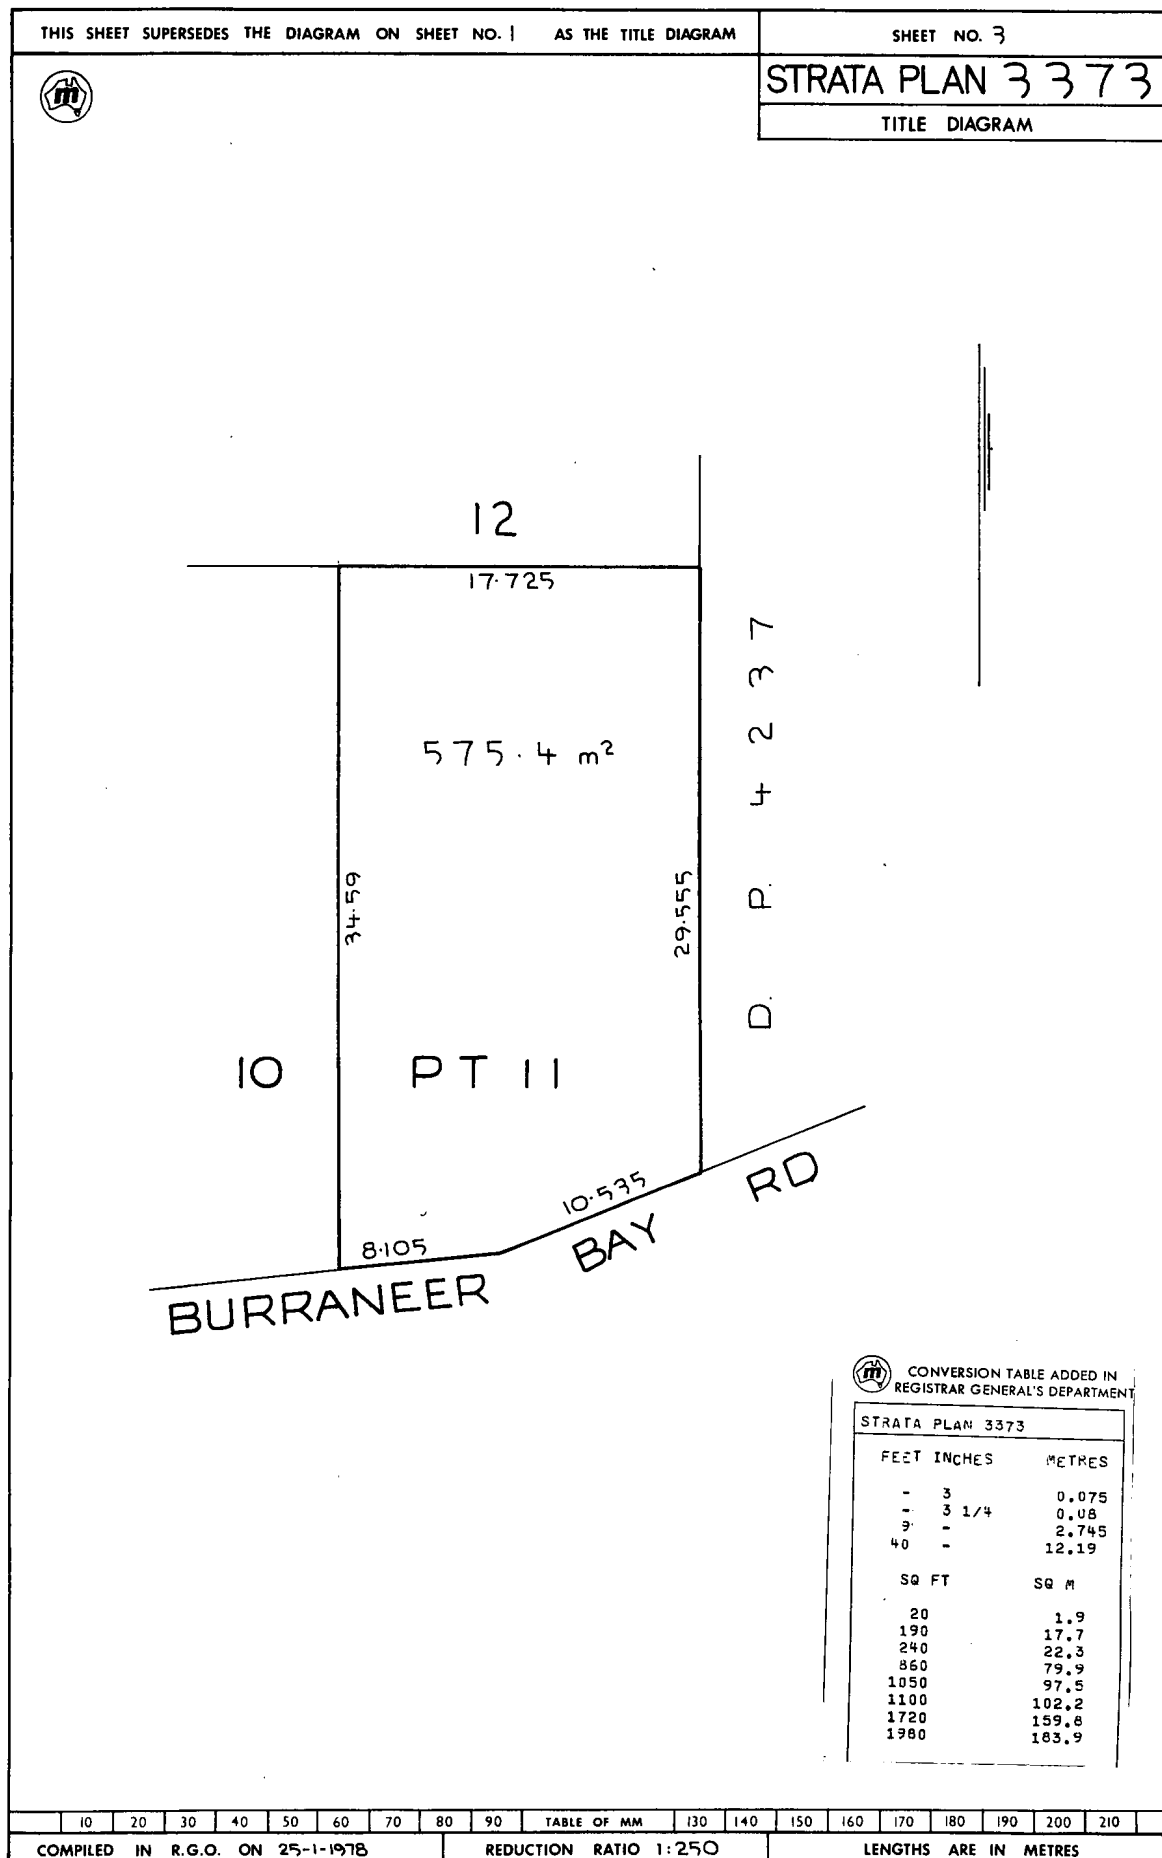 THIS SHEET SUPERSEDES THE DIAGRAM ON SHEET NO. 1 AS THE TITLE DIAGRAM
SHEET NO. 3
STRATA PLAN 3373
TITLE DIAGRAM
m
12
17.725
575.4 m²
34.59
29.555
D. P. 4237
10
PT 11
10.535
8.105
BURRANEER BAY RD
m
CONVERSION TABLE ADDED IN
REGISTRAR GENERAL'S DEPARTMENT
STRATA PLAN 3373
FEET INCHES METRES
- 3 0.075
- 3 1/4 0.08
9 - 2.745
40 - 12.19
SQ FT SQ M
20 1.9
190 17.7
240 22.3
860 79.9
1050 97.5
1100 102.2
1720 159.8
1980 183.9
10 20 30 40 50 60 70 80 90 TABLE OF MM 130 140 150 160 170 180 190 200 210
COMPILED IN R.G.O. ON 25-1-1978 REDUCTION RATIO 1:250 LENGTHS ARE IN METRES